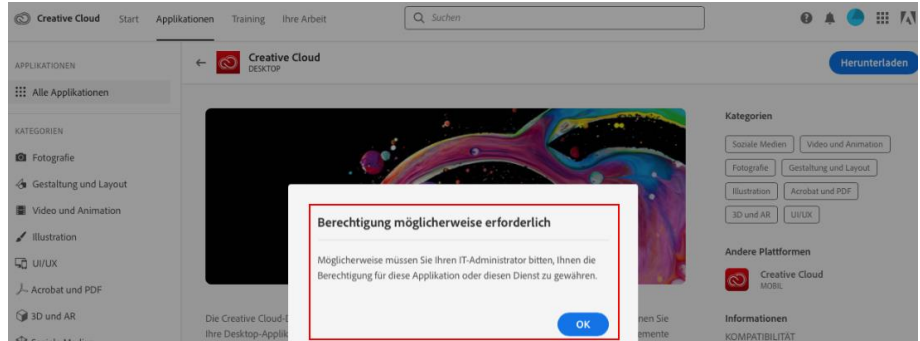 Creative Cloud Start Applikationen Training Ihre Arbeit Suchen
APPLIKATIONEN
Alle Applikationen
KATEGORIEN
Fotografie
Gestaltung und Layout
Video und Animation
Illustration
UI/UX
Acrobat und PDF
3D und AR
Creative Cloud
DESKTOP
Herunterladen
Berechtigung möglicherweise erforderlich
Möglicherweise müssen Sie Ihren IT-Administrator bitten, Ihnen die
Berechtigung für diese Applikation oder diesen Dienst zu gewähren.
OK
Die Creative Cloud-
nen Sie
Ihre Desktop-Applik
emente
Kategorien
Soziale Medien Video und Animation
Fotografie Gestaltung und Layout
Illustration Acrobat und PDF
3D und AR UI/UX
Andere Plattformen
Creative Cloud
MOBIL
Informationen
KOMPATIBILITÄT